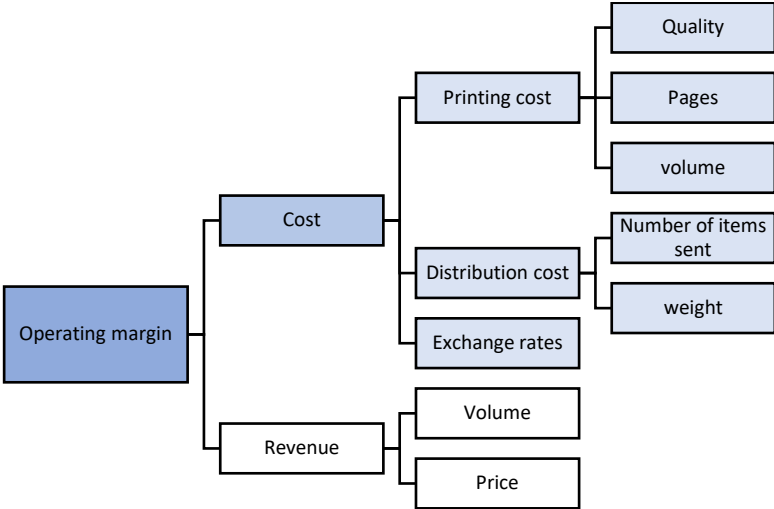 Quality
Printing cost
Pages
volume
Cost
Number of items
sent
Distribution cost
weight
Operating margin
Exchange rates
Volume
Revenue
Price